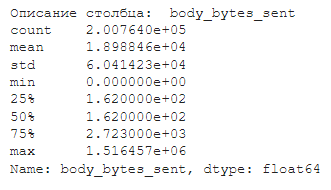 Описание столбца:  body_bytes_sent
count    2.007640e+05
mean     1.898846e+04
std      6.041423e+04
min      0.000000e+00
25%      1.620000e+02
50%      1.620000e+02
75%      2.723000e+03
max      1.516457e+06
Name: body_bytes_sent, dtype: float64